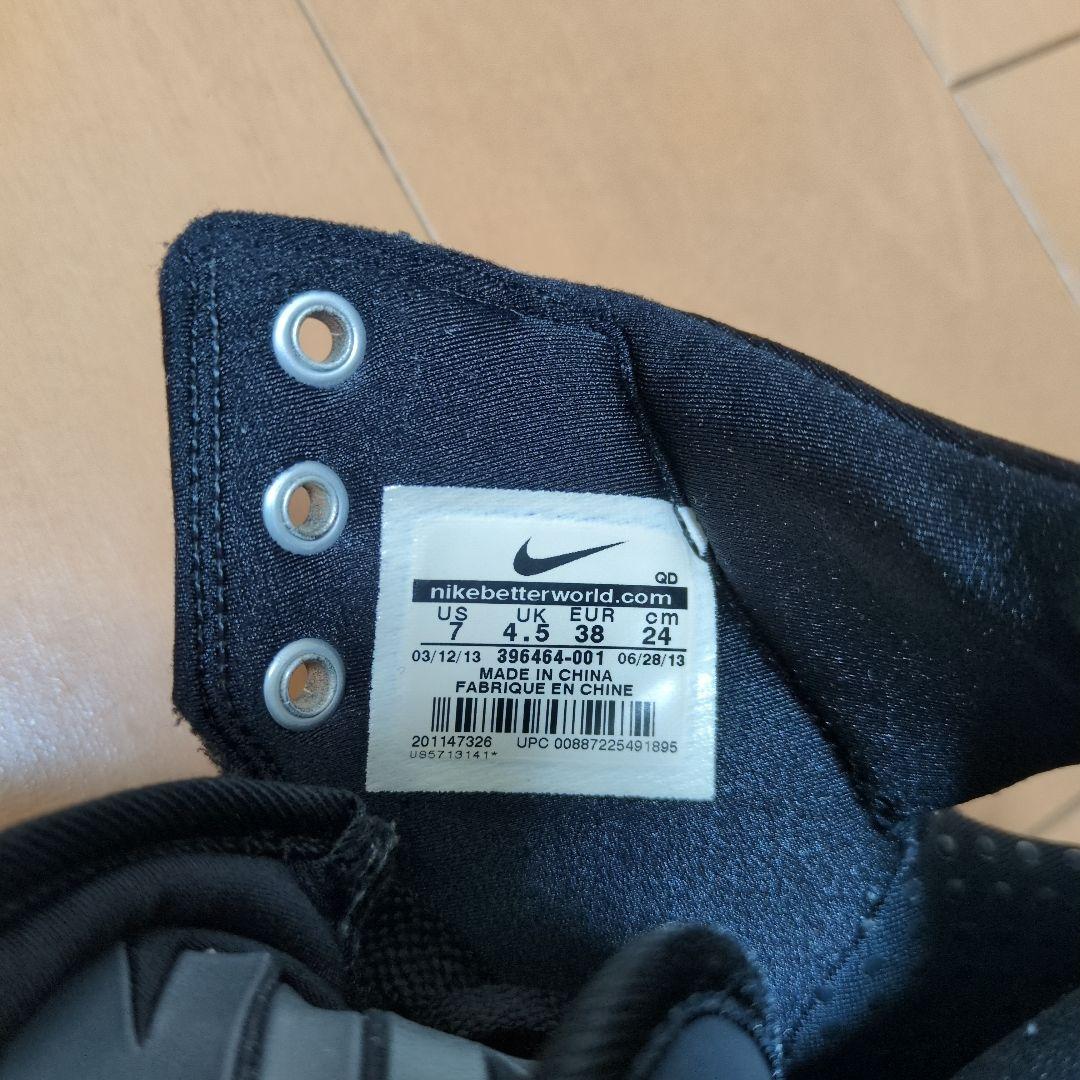 QD
nikebetterworld.com
US UK EUR cm
7 4.5 38 24
03/12/13 396464-001 06/28/13
MADE IN CHINA
FABRIQUE EN CHINE
201147326 UPC 00887225491895
US5713141*